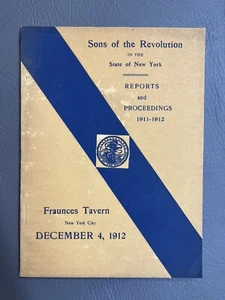 Sons of the Revolution
IN THE
State of New York
REPORTS
and
PROCEEDINGS
1911-1912
Fraunces Tavern
New York City
DECEMBER 4, 1912